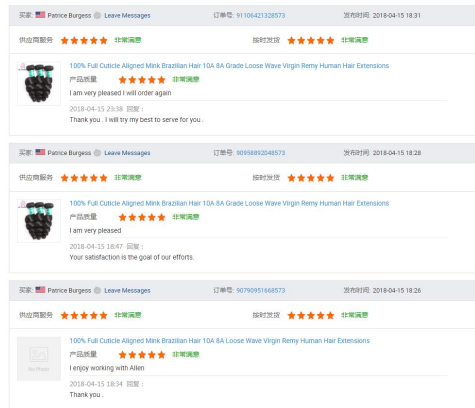 买家: Patrice Burgess Leave Messages 订单号: 91106421328573 发布时间: 2018-04-15 18:31
供应商服务 非常满意 按时发货 非常满意
100% Full Cuticle Aligned Mink Brazilian Hair 10A 8A Grade Loose Wave Virgin Remy Human Hair Extensions
产品质量 非常满意
I am very pleased I will order again
2018-04-15 23:38 回复：
Thank you . I will try my best to serve for you .
买家: Patrice Burgess Leave Messages 订单号: 90958892048573 发布时间: 2018-04-15 18:28
供应商服务 非常满意 按时发货 非常满意
100% Full Cuticle Aligned Mink Brazilian Hair 10A 8A Grade Loose Wave Virgin Remy Human Hair Extensions
产品质量 非常满意
I am very pleased
2018-04-15 18:47 回复：
Your satisfaction is the goal of our efforts.
买家: Patrice Burgess Leave Messages 订单号: 90790951668573 发布时间: 2018-04-15 18:26
供应商服务 非常满意 按时发货 非常满意
100% Full Cuticle Aligned Mink Brazilian Hair 10A 8A Loose Wave Virgin Remy Human Hair Extensions
产品质量 非常满意
No Photo
I enjoy working with Allen
2018-04-15 18:34 回复：
Thank you .